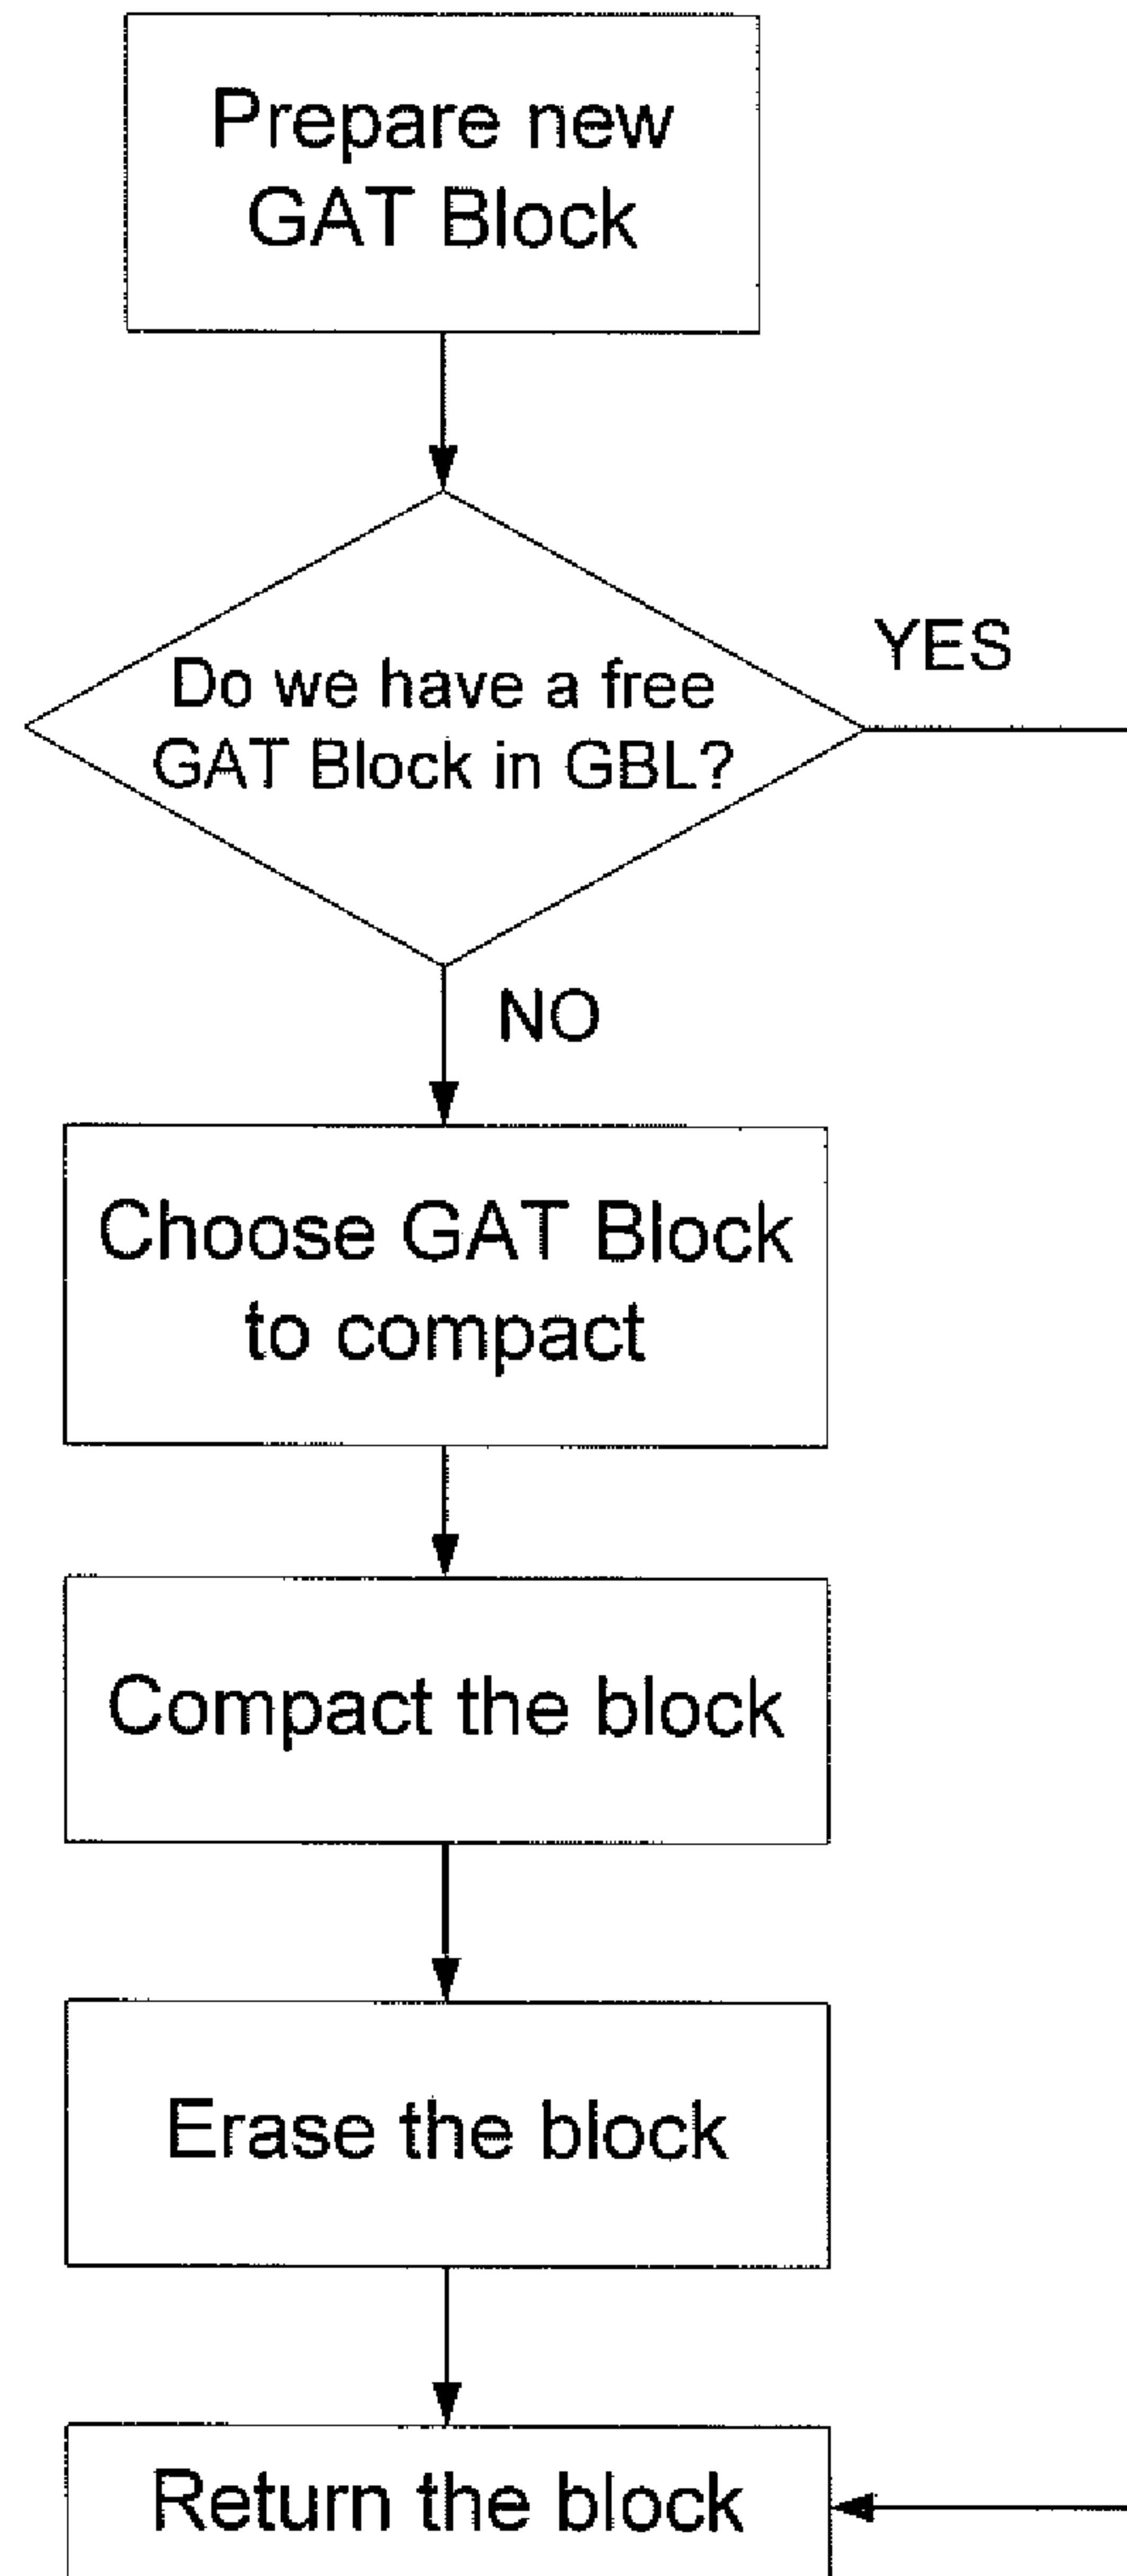 Prepare new
GAT Block
Do we have a free
GAT Block in GBL?
YES
NO
Choose GAT Block
to compact
Compact the block
Erase the block
Return the block